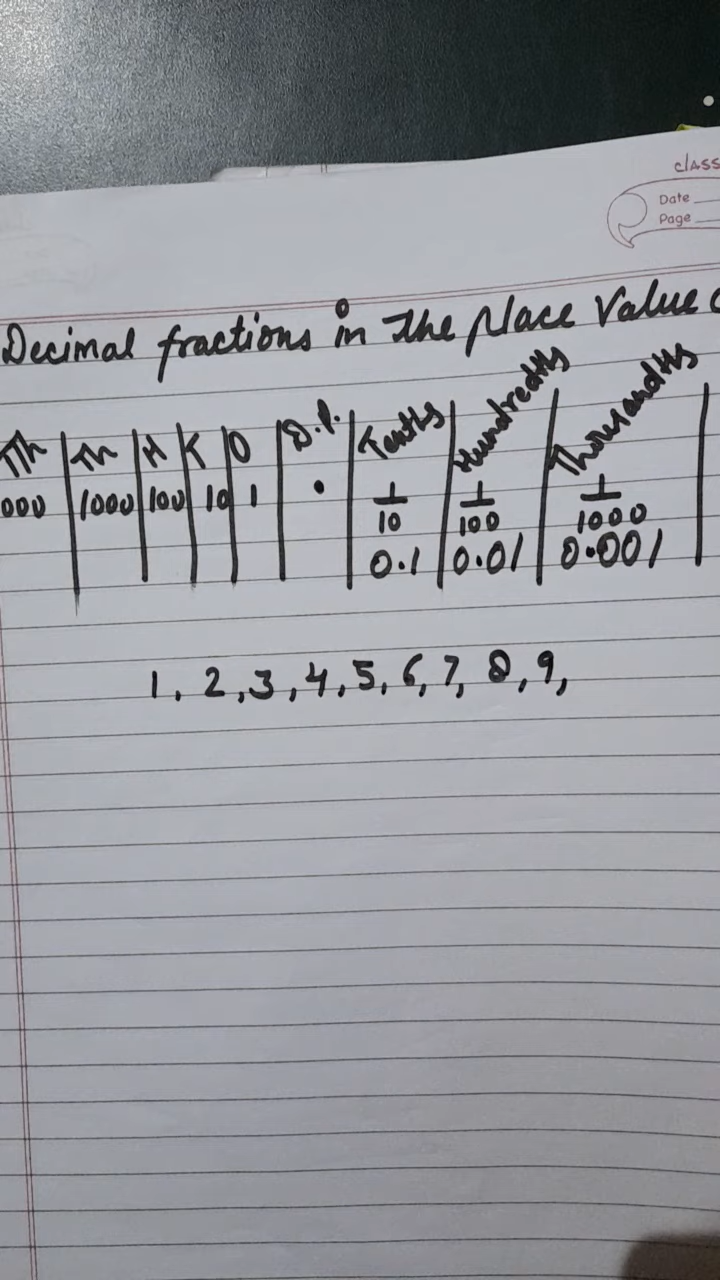 class
Date
Page
Decimal fractions in the place Value
Th Th H T O D.P. Tenths Hundredths Thousandths
000 1000 100 10 1 . 1/10 1/100 1/1000
0.1 0.01 0.001
1, 2, 3, 4, 5, 6, 7, 8, 9,